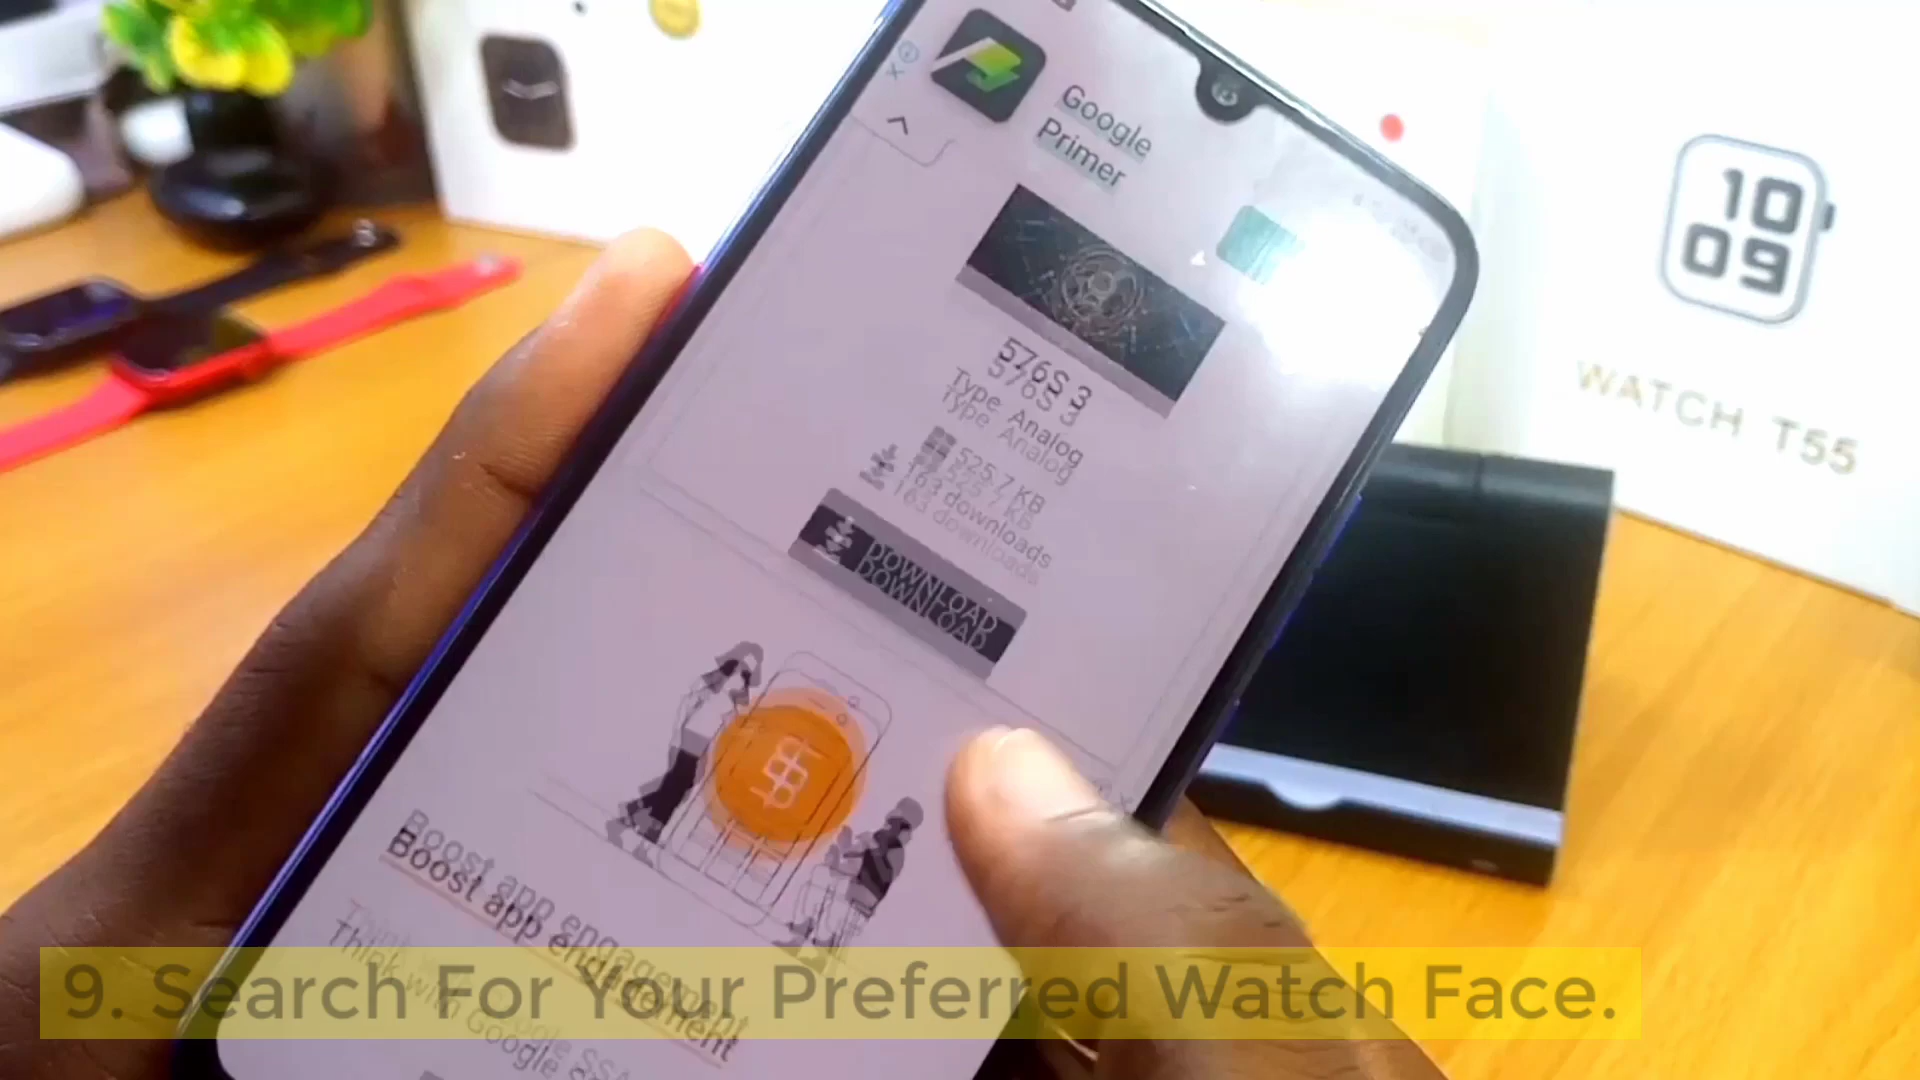 Google
Primer
576S 3
Type Analog
525.7 KB
163 downloads
DOWNLOAD
Boost app engagement
Think with Google
10
09
WATCH T55
9. Search For Your Preferred Watch Face.